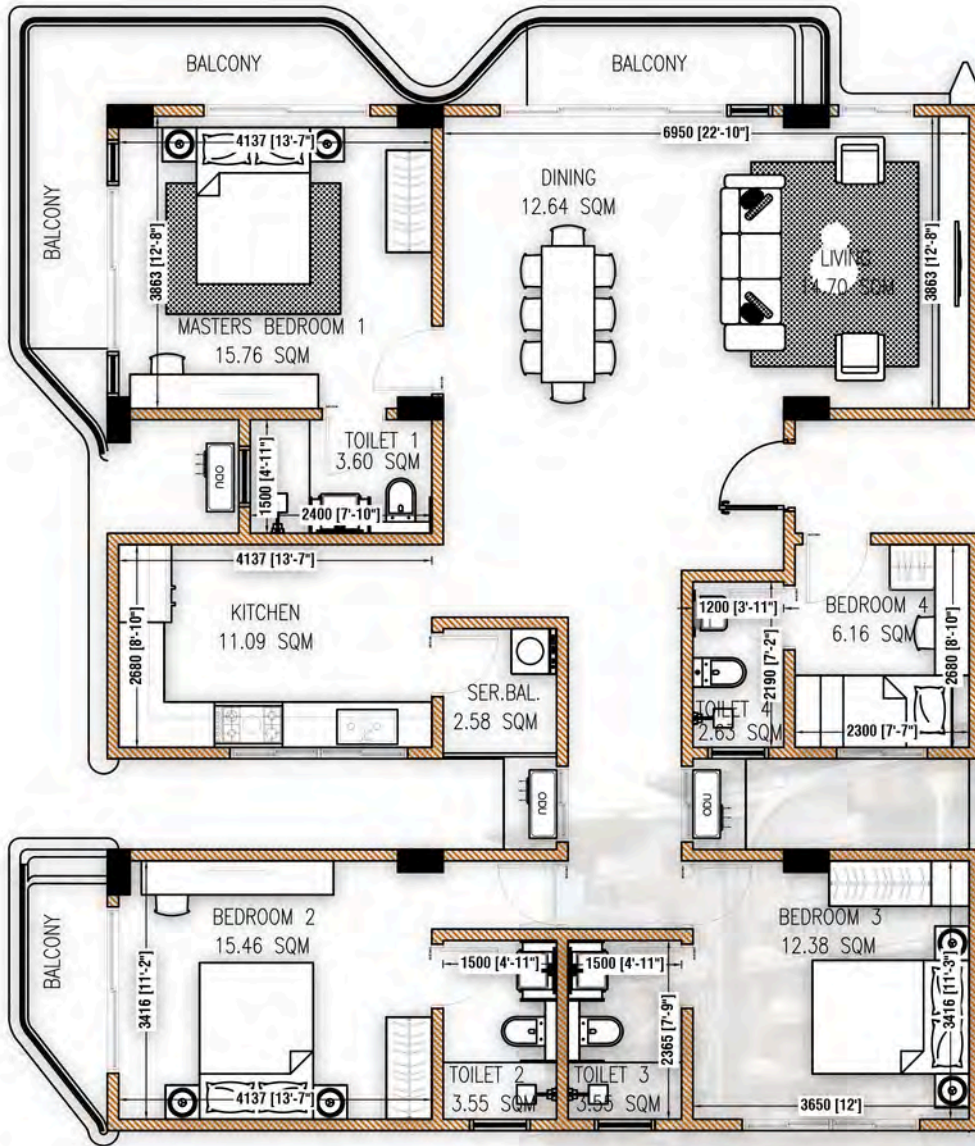 BALCONY
BALCONY
4137 [13'-7"]
6950 [22'-10"]
DINING
12.64 SQM
BALCONY
3863 [12'-8"]
LIVING
14.70 SQM
3863 [12'-8"]
MASTERS BEDROOM 1
15.76 SQM
TOILET 1
3.60 SQM
ODU
1500 [4'-11"]
2400 [7'-10"]
4137 [13'-7"]
KITCHEN
11.09 SQM
2680 [8'-10"]
1200 [3'-11"]
BEDROOM 4
6.16 SQM
2190 [7'-2"]
2680 [8'-10"]
SER.BAL.
2.58 SQM
TOILET 4
2.63 SQM
2300 [7'-7"]
ODU
ODU
BEDROOM 2
15.46 SQM
BEDROOM 3
12.38 SQM
BALCONY
3416 [11'-2"]
1500 [4'-11"]
1500 [4'-11"]
2365 [7'-9"]
3416 [11'-3"]
TOILET 2
3.55 SQM
TOILET 3
3.55 SQM
4137 [13'-7"]
3650 [12']